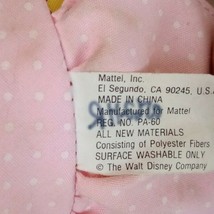 Mattel, Inc.
El Segundo, CA 90245, U.S.A
MADE IN CHINA
Manufactured for Mattel
REG. NO. PA-60
ALL NEW MATERIALS
Consisting of Polyester Fibers
SURFACE WASHABLE ONLY
© The Walt Disney Company